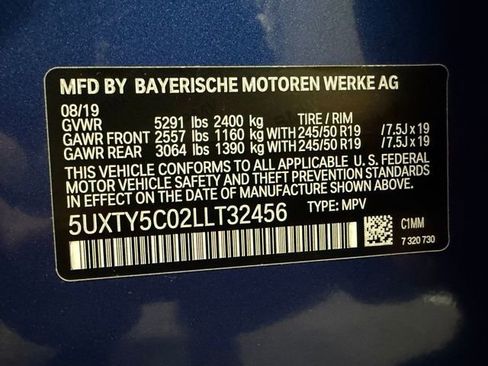 MFD BY BAYERISCHE MOTOREN WERKE AG
08/19
GVWR 5291 lbs 2400 kg TIRE / RIM
GAWR FRONT 2557 lbs 1160 kg WITH 245/50 R19 /7.5J x 19
GAWR REAR 3064 lbs 1390 kg WITH 245/50 R19 /7.5J x 19
THIS VEHICLE CONFORMS TO ALL APPLICABLE U. S. FEDERAL
MOTOR VEHICLE SAFETY AND THEFT PREVENTION STANDARDS
IN EFFECT ON THE DATE OF MANUFACTURE SHOWN ABOVE.
5UXTY5C02LLT32456 TYPE: MPV
C1MM
7 320 730